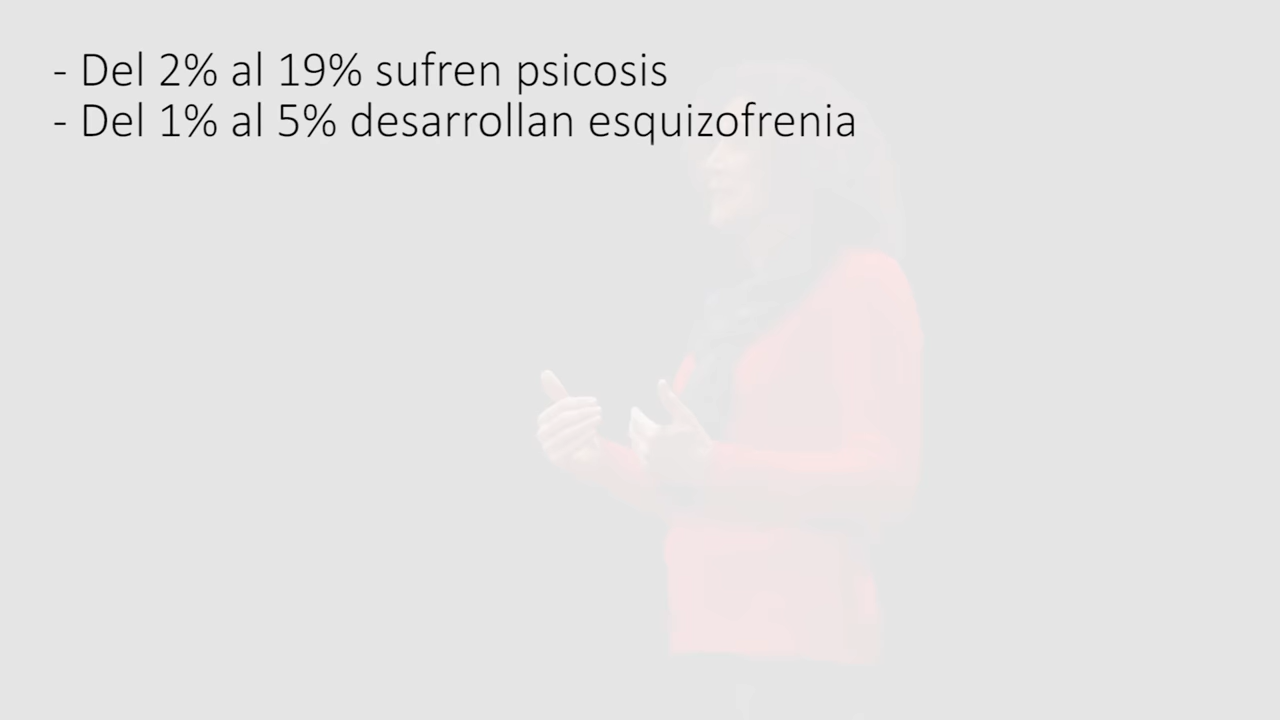 - Del 2% al 19% sufren psicosis
- Del 1% al 5% desarrollan esquizofrenia